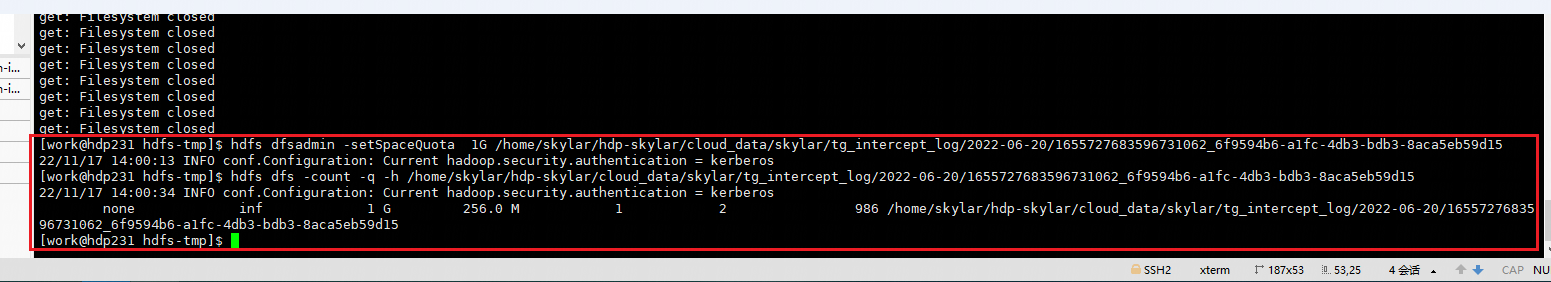 get: Filesystem closed
get: Filesystem closed
get: Filesystem closed
n-i...
get: Filesystem closed
n-i...
get: Filesystem closed
get: Filesystem closed
get: Filesystem closed
get: Filesystem closed
[work@hdp231 hdfs-tmp]$ hdfs dfsadmin -setSpaceQuota  1G /home/skylar/hdp-skylar/cloud_data/skylar/tg_intercept_log/2022-06-20/1655727683596731062_6f9594b6-a1fc-4db3-bdb3-8aca5eb59d15
22/11/17 14:00:13 INFO conf.Configuration: Current hadoop.security.authentication = kerberos
[work@hdp231 hdfs-tmp]$ hdfs dfs -count -q -h /home/skylar/hdp-skylar/cloud_data/skylar/tg_intercept_log/2022-06-20/1655727683596731062_6f9594b6-a1fc-4db3-bdb3-8aca5eb59d15
22/11/17 14:00:34 INFO conf.Configuration: Current hadoop.security.authentication = kerberos
none inf 1 G 256.0 M 1 2 986 /home/skylar/hdp-skylar/cloud_data/skylar/tg_intercept_log/2022-06-20/16557276835
96731062_6f9594b6-a1fc-4db3-bdb3-8aca5eb59d15
[work@hdp231 hdfs-tmp]$
SSH2 xterm 187x53 53,25 4 会话 CAP NU